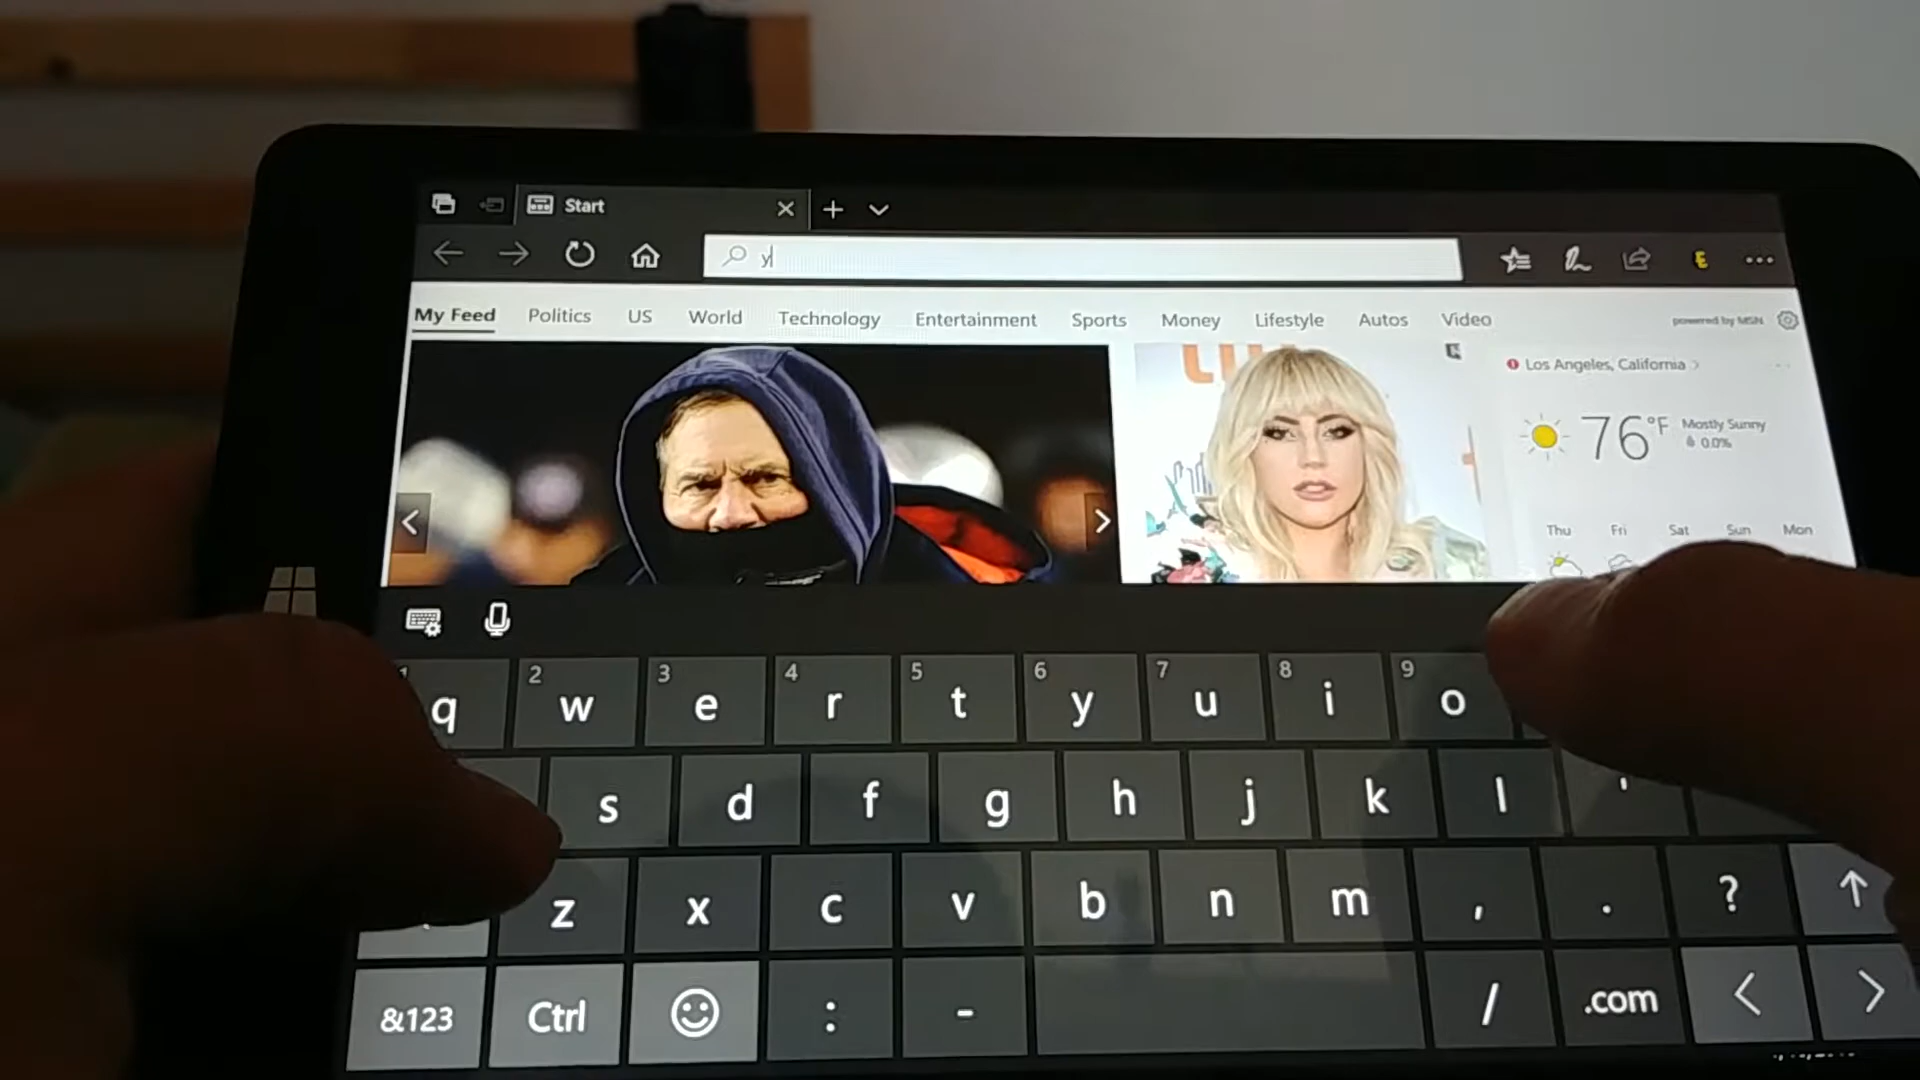 Start
y
My Feed Politics US World Technology Entertainment Sports Money Lifestyle Autos Video powered by MSN
Los Angeles, California
76°F Mostly Sunny
0.0%
Thu Fri Sat Sun Mon
1 2 3 4 5 6 7 8 9
q w e r t y u i o
s d f g h j k l '
z x c v b n m , . ?
&123 Ctrl : - / .com